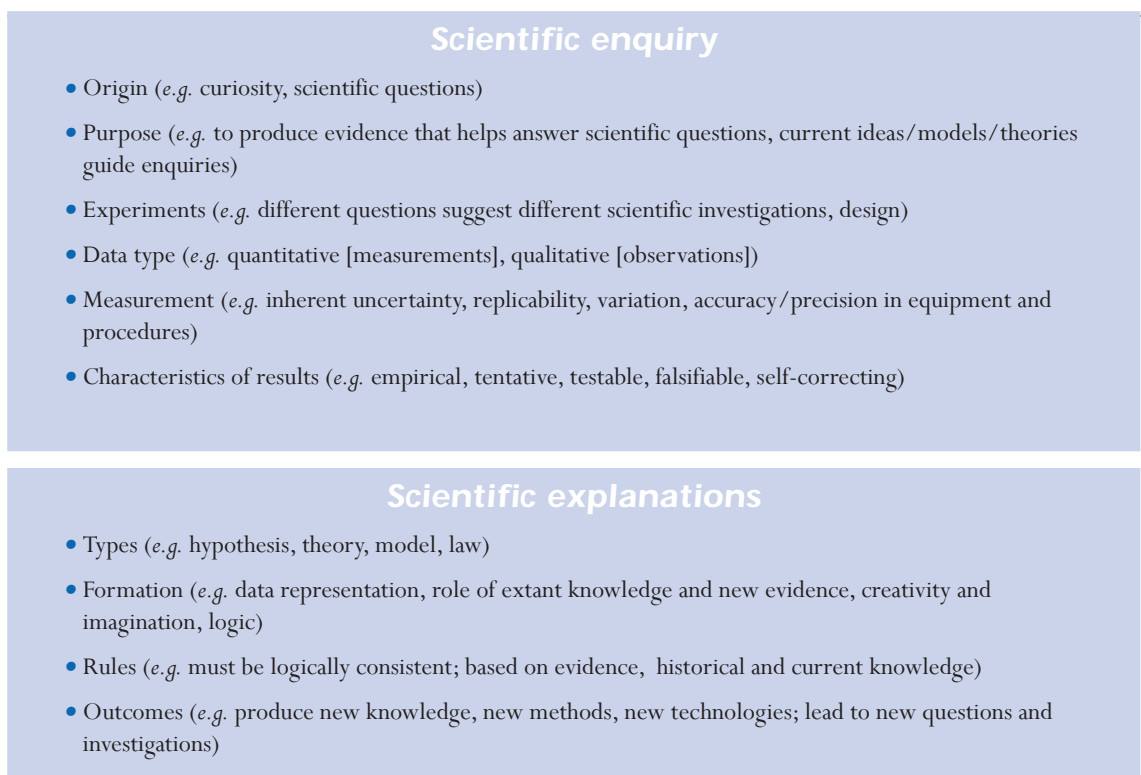 Scientific enquiry
• Origin (e.g. curiosity, scientific questions)
• Purpose (e.g. to produce evidence that helps answer scientific questions, current ideas/models/theories
guide enquiries)
• Experiments (e.g. different questions suggest different scientific investigations, design)
• Data type (e.g. quantitative [measurements], qualitative [observations])
• Measurement (e.g. inherent uncertainty, replicability, variation, accuracy/precision in equipment and
procedures)
• Characteristics of results (e.g. empirical, tentative, testable, falsifiable, self-correcting)
Scientific explanations
• Types (e.g. hypothesis, theory, model, law)
• Formation (e.g. data representation, role of extant knowledge and new evidence, creativity and
imagination, logic)
• Rules (e.g. must be logically consistent; based on evidence, historical and current knowledge)
• Outcomes (e.g. produce new knowledge, new methods, new technologies; lead to new questions and
investigations)